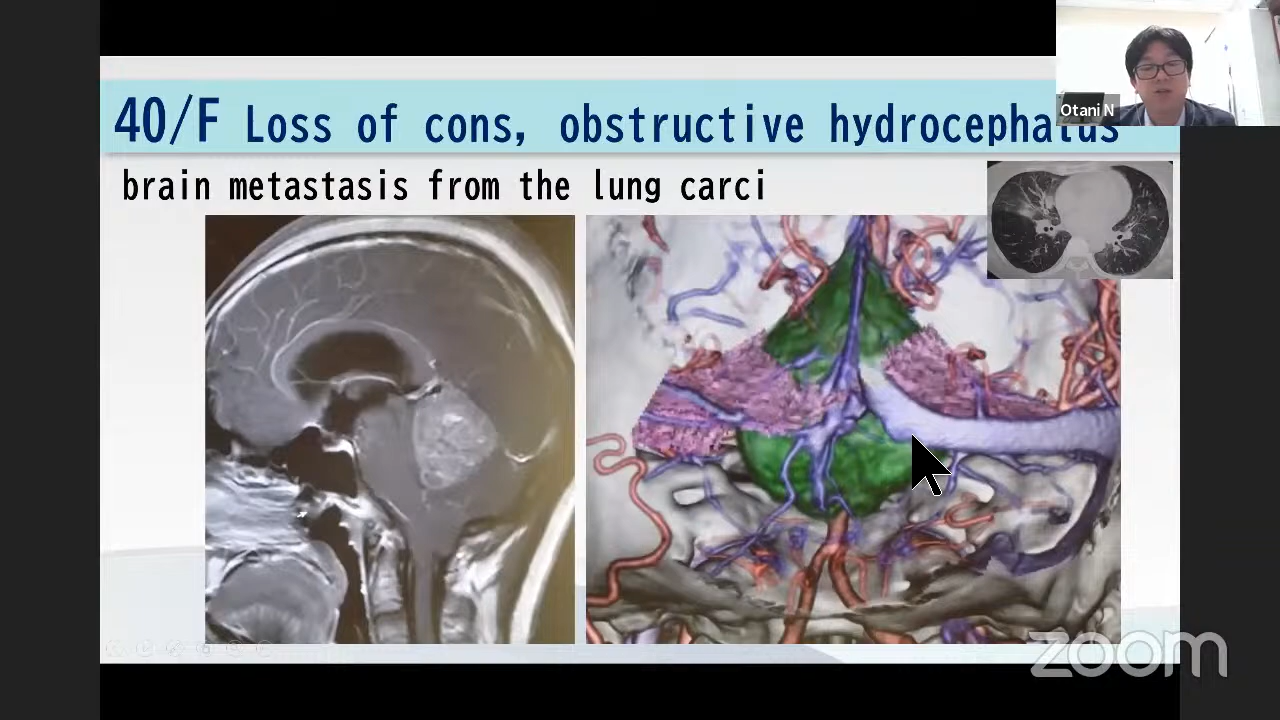 40/F Loss of cons, obstructive hydrocephalus
Otani N
brain metastasis from the lung carci
zoom